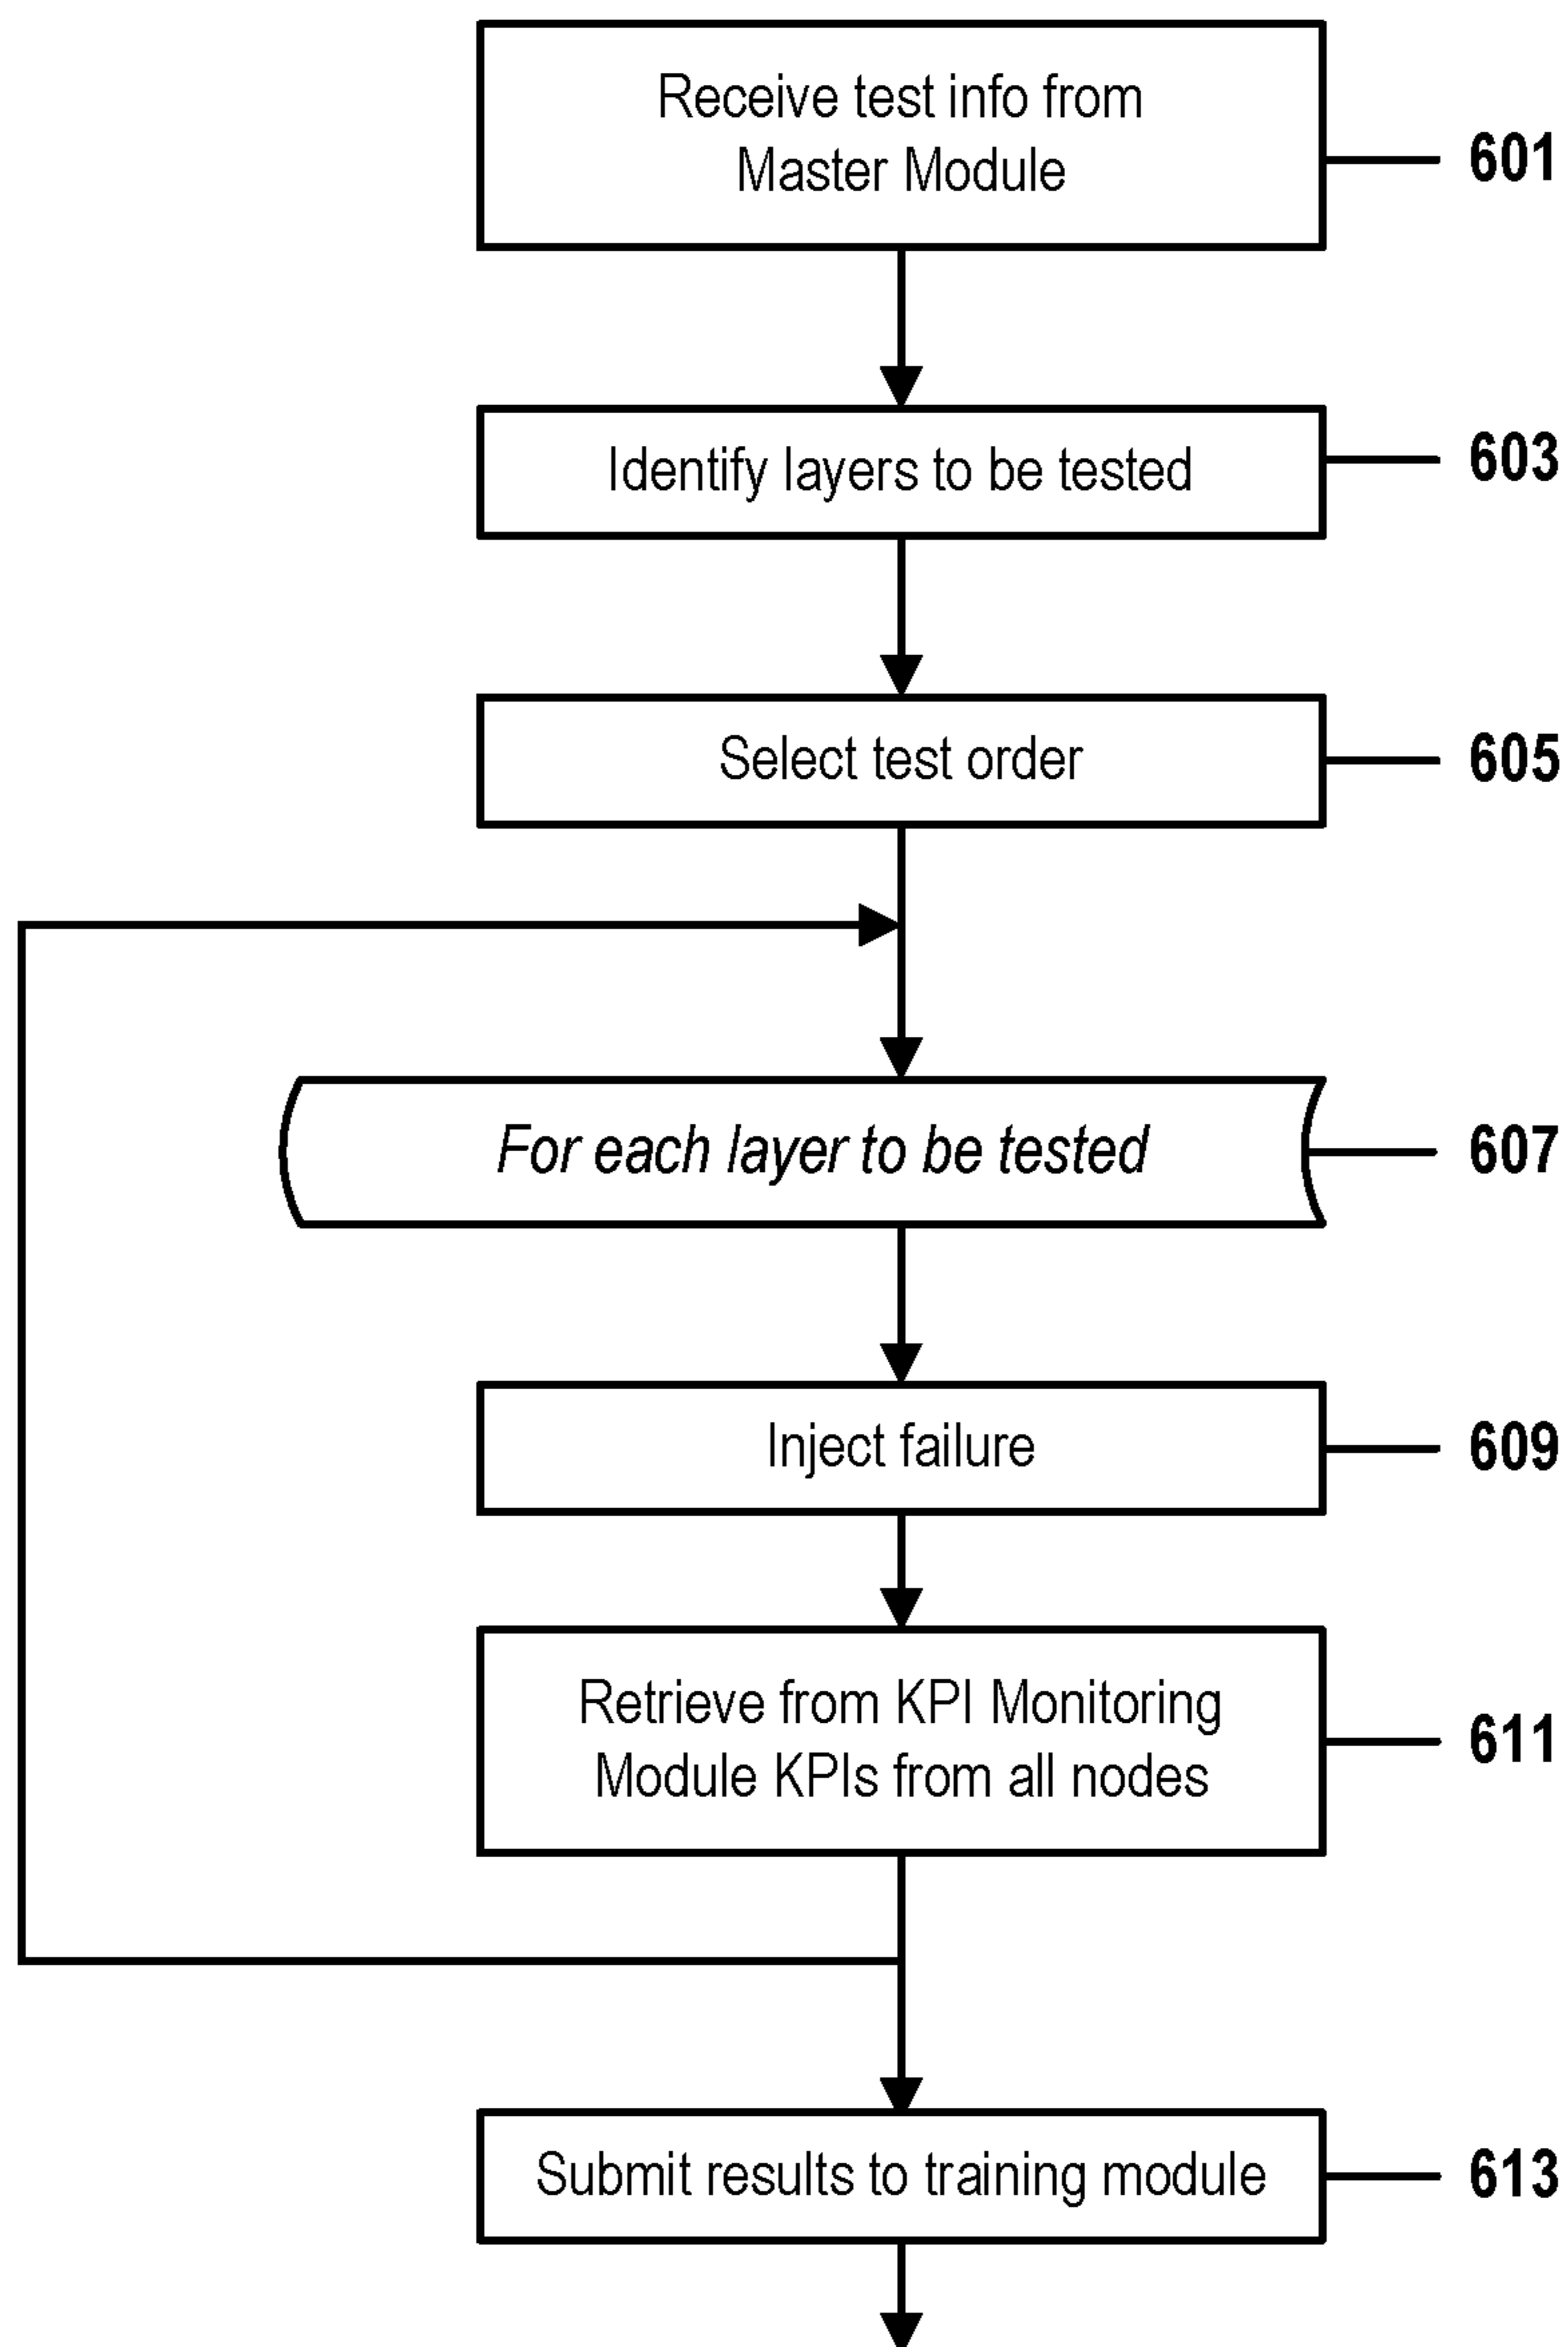 Receive test info from
Master Module
601
Identify layers to be tested
603
Select test order
605
For each layer to be tested
607
Inject failure
609
Retrieve from KPI Monitoring
Module KPIs from all nodes
611
Submit results to training module
613